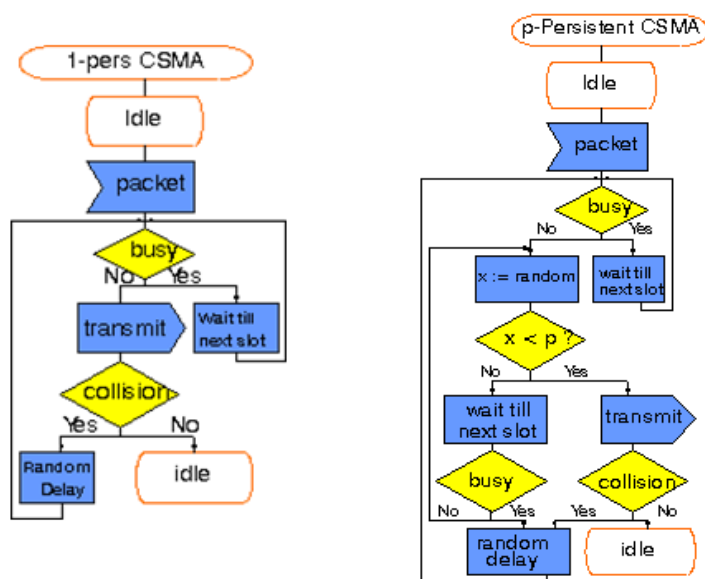 1-pers CSMA
Idle
packet
busy
No Yes
transmit
Wait till
next slot
collision
Yes No
Random
Delay
idle
p-Persistent CSMA
Idle
packet
busy
No Yes
x := random
wait till
next slot
x < p ?
No Yes
wait till
next slot
transmit
busy
collision
No Yes
Yes No
random
delay
idle